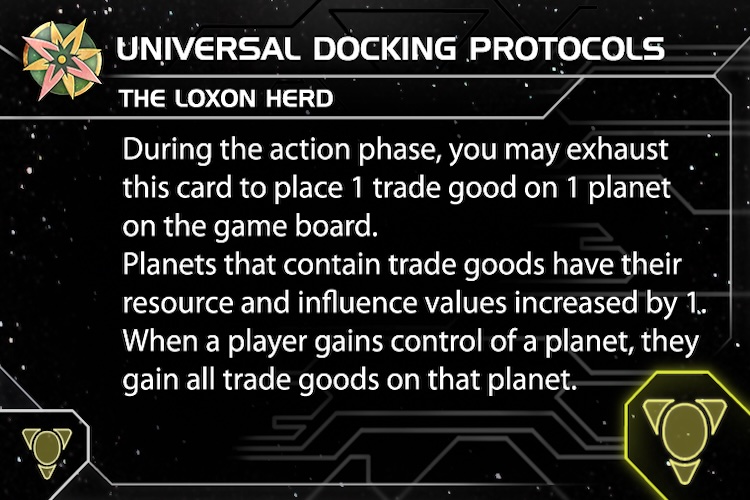 UNIVERSAL DOCKING PROTOCOLS
THE LOXON HERD
During the action phase, you may exhaust
this card to place 1 trade good on 1 planet
on the game board.
Planets that contain trade goods have their
resource and influence values increased by 1.
When a player gains control of a planet, they
gain all trade goods on that planet.